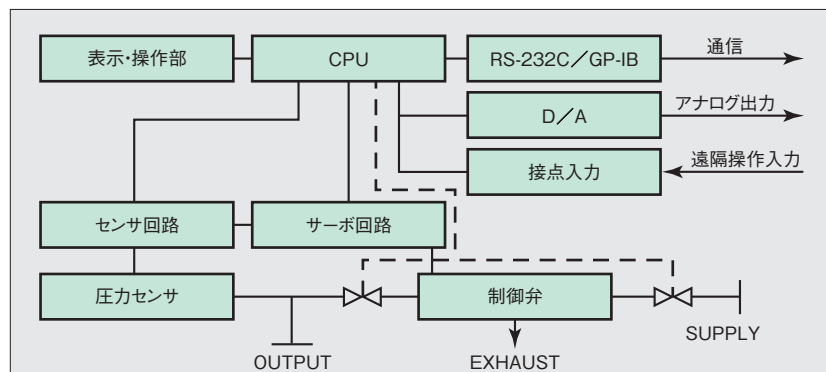 表示・操作部
CPU
RS-232C／GP-IB
通信
D／A
アナログ出力
接点入力
遠隔操作入力
センサ回路
サーボ回路
圧力センサ
制御弁
SUPPLY
OUTPUT
EXHAUST